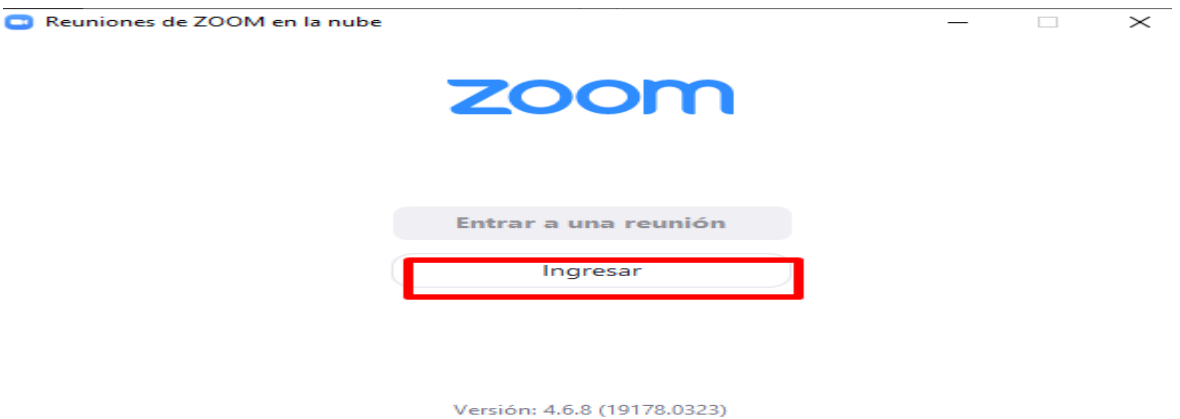 Reuniones de ZOOM en la nube
zoom
Entrar a una reunión
Ingresar
Versión: 4.6.8 (19178.0323)